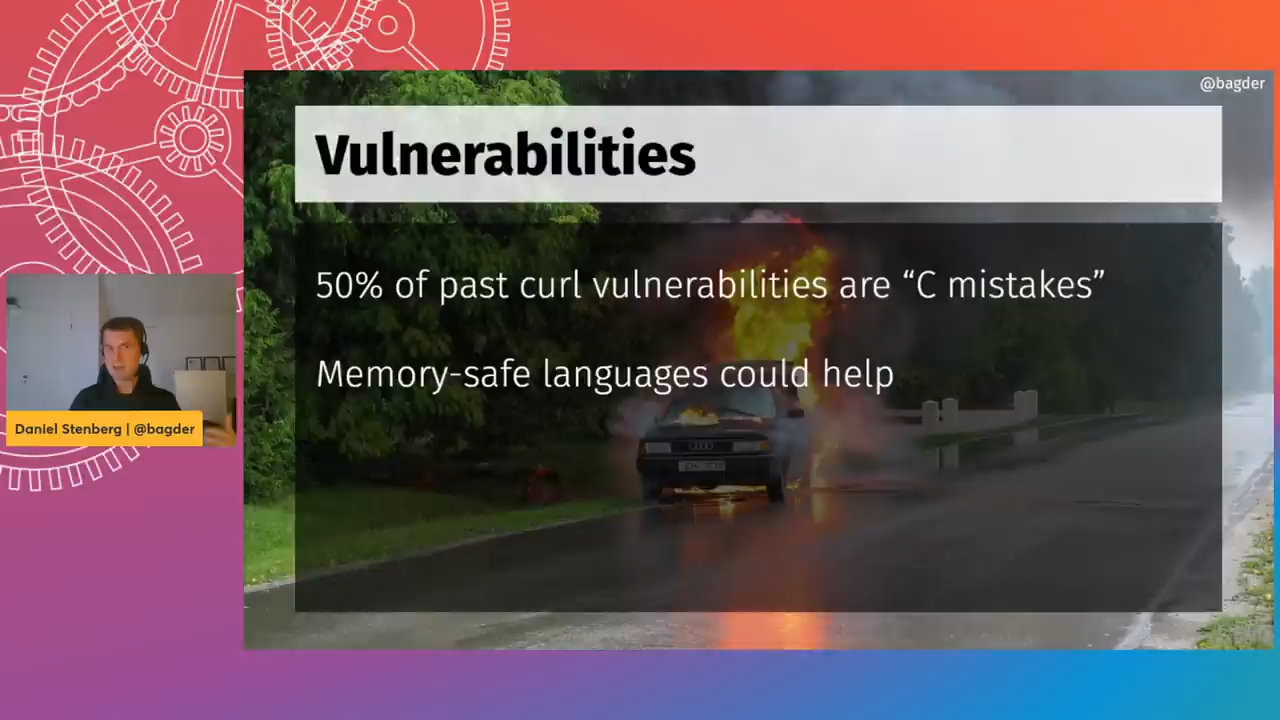 @bagder
Vulnerabilities
50% of past curl vulnerabilities are “C mistakes”
Memory-safe languages could help
Daniel Stenberg | @bagder